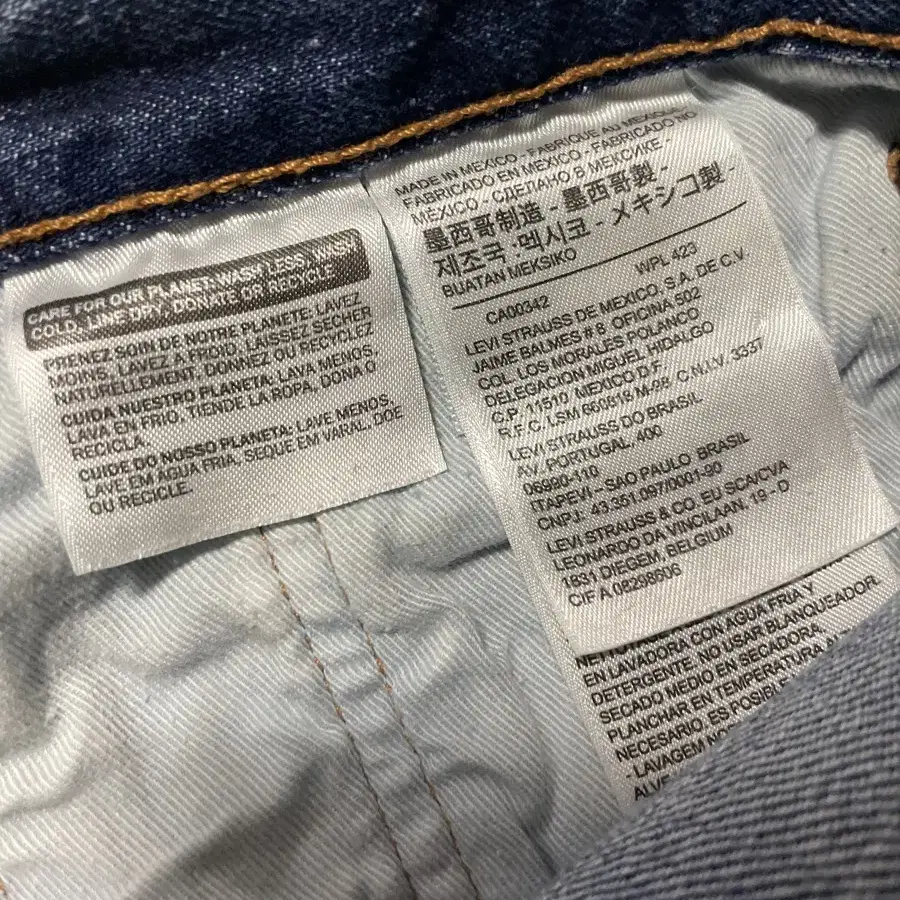 CARE FOR OUR PLANET: WASH LESS, WASH
COLD, LINE DRY, DONATE OR RECYCLE
PRENEZ SOIN DE NOTRE PLANETE: LAVEZ
MOINS, LAVEZ A FROID, LAISSEZ SECHER
NATURELLEMENT, DONNEZ OU RECYCLEZ
CUIDA NUESTRO PLANETA: LAVA MENOS,
LAVA EN FRIO, TIENDE LA ROPA, DONA O
RECICLA.
CUIDE DO NOSSO PLANETA: LAVE MENOS,
LAVE EM AGUA FRIA, SEQUE EM VARAL, DOE
OU RECICLE.
MADE IN MEXICO - FABRIQUE AU MEXIQUE
FABRICADO EN MEXICO - FABRICADO NO
MÉXICO - СДЕЛАНО В МЕКСИКЕ -
墨西哥制造 - 墨西哥製 -
제조국 :멕시코 - メキシコ製 -
BUATAN MEKSIKO
CA00342 WPL 423
LEVI STRAUSS DE MEXICO, S.A. DE C.V.
JAIME BALMES # 8, OFICINA 502
COL. LOS MORALES POLANCO
DELEGACION MIGUEL HIDALGO
C.P. 11510 MEXICO D.F.
R.F.C. LSM 660818 M-98. C.N.I.V. 3337
LEVI STRAUSS DO BRASIL
AV. PORTUGAL, 400
06990-110
ITAPEVI - SAO PAULO BRASIL
CNPJ: 43.351.097/0001-90
LEVI STRAUSS & CO. EU SCA/CVA
LEONARDO DA VINCILAAN, 19 - D
1831 DIEGEM, BELGIUM
CIF A 08298606
EN LAVADORA CON AGUA FRIA Y
DETERGENTE. NO USAR BLANQUEADOR.
SECADO MEDIO EN SECADORA.
PLANCHAR EN TEMPERATURA
NECESARIO, ES POSIBLE
- LAVAGEM